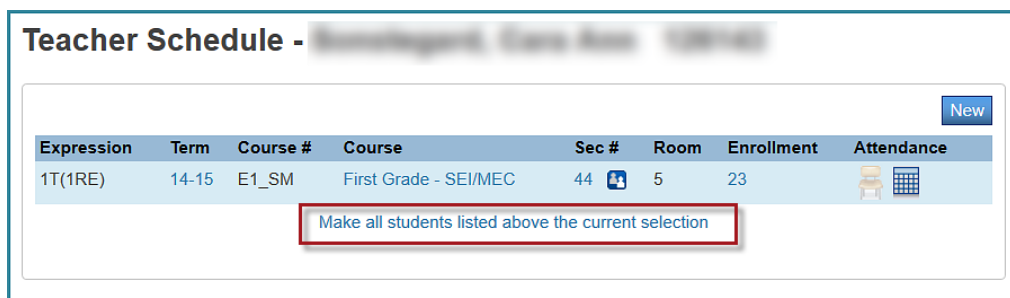 Teacher Schedule -
New
Expression Term Course # Course Sec # Room Enrollment Attendance
1T(1RE) 14-15 E1_SM First Grade - SEI/MEC 44 5 23
Make all students listed above the current selection